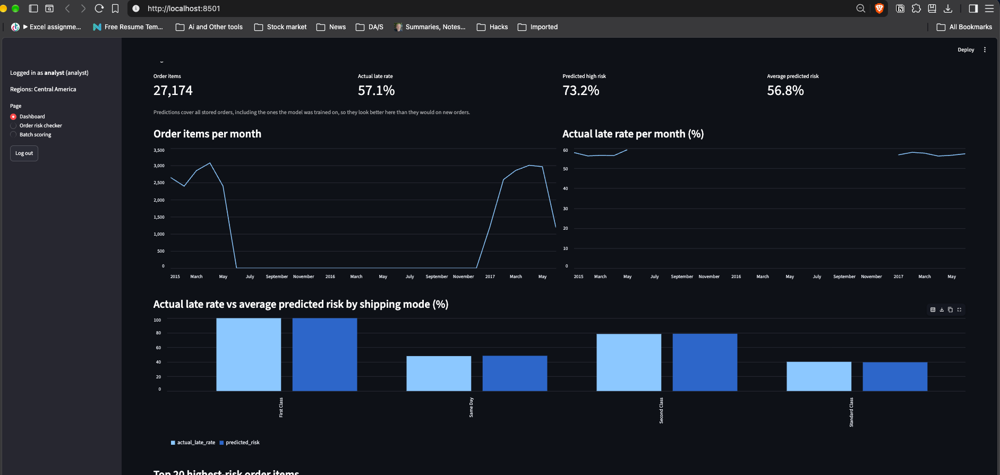 http://localhost:8501
Excel assignme...
Free Resume Tem...
Ai and Other tools
Stock market
News
DA/S
Summaries, Notes...
Hacks
Imported
All Bookmarks
Deploy
Logged in as analyst (analyst)
Regions: Central America
Page
Dashboard
Order risk checker
Batch scoring
Log out
Order items
27,174
Actual late rate
57.1%
Predicted high risk
73.2%
Average predicted risk
56.8%
Predictions cover all stored orders, including the ones the model was trained on, so they look better here than they would on new orders.
Order items per month
3,500
3,000
2,500
2,000
1,500
1,000
500
0
2015 March May July September November 2016 March May July September November 2017 March May
Actual late rate per month (%)
60
50
40
30
20
10
0
2015 March May July September November 2016 March May July September November 2017 March May
Actual late rate vs average predicted risk by shipping mode (%)
100
80
60
40
20
0
First Class
Same Day
Second Class
Standard Class
actual_late_rate predicted_risk
Top 20 highest-risk order items